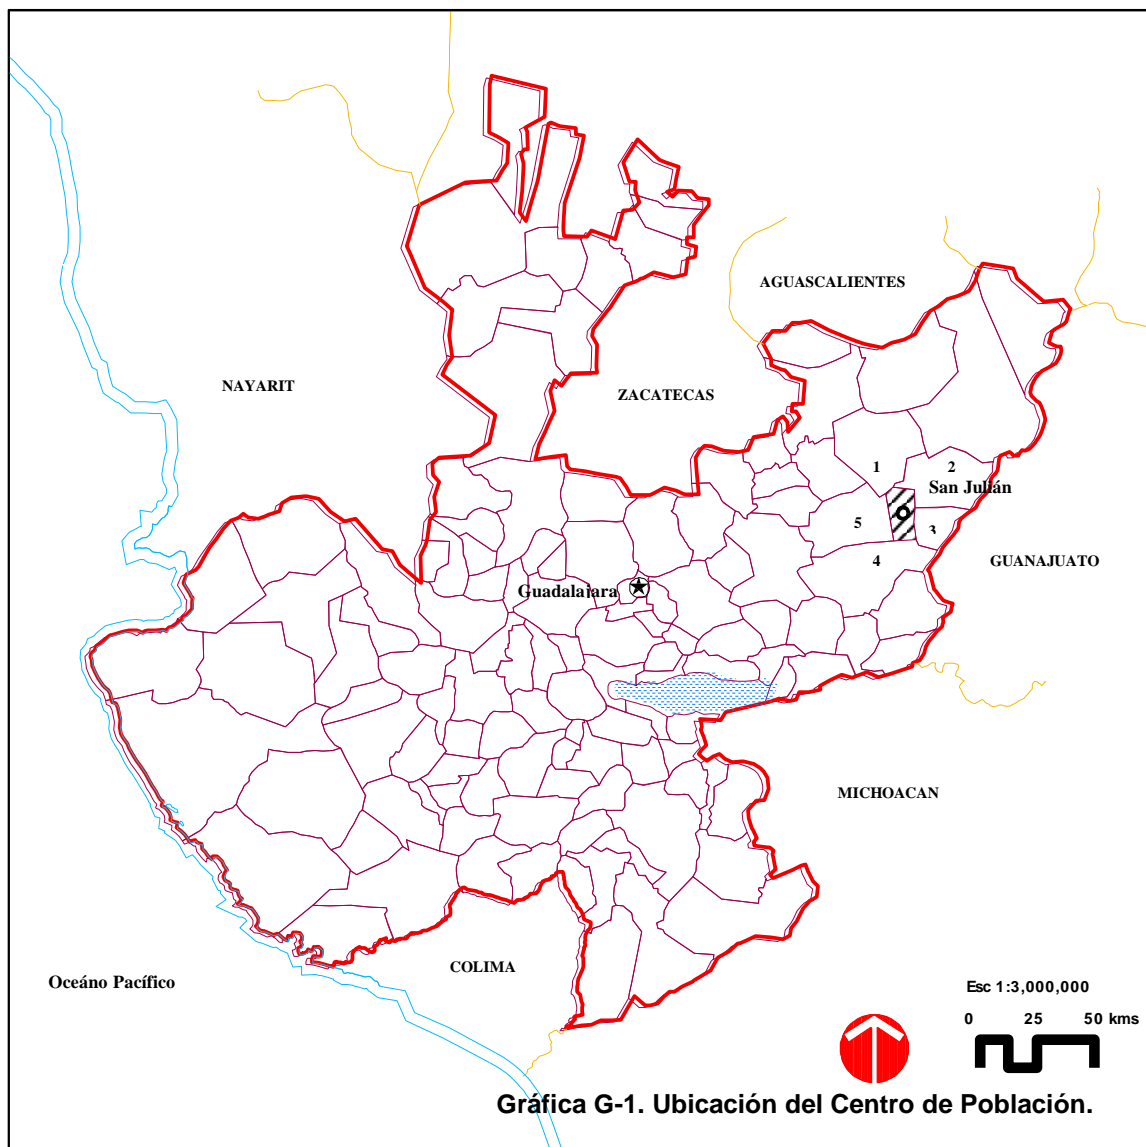 AGUASCALIENTES
NAYARIT
ZACATECAS
1
2
San Julián
5
3
4
GUANAJUATO
Guadalajara
MICHOACAN
COLIMA
Oceáno Pacífico
Esc 1:3,000,000
0 25 50 kms
Gráfica G-1. Ubicación del Centro de Población.